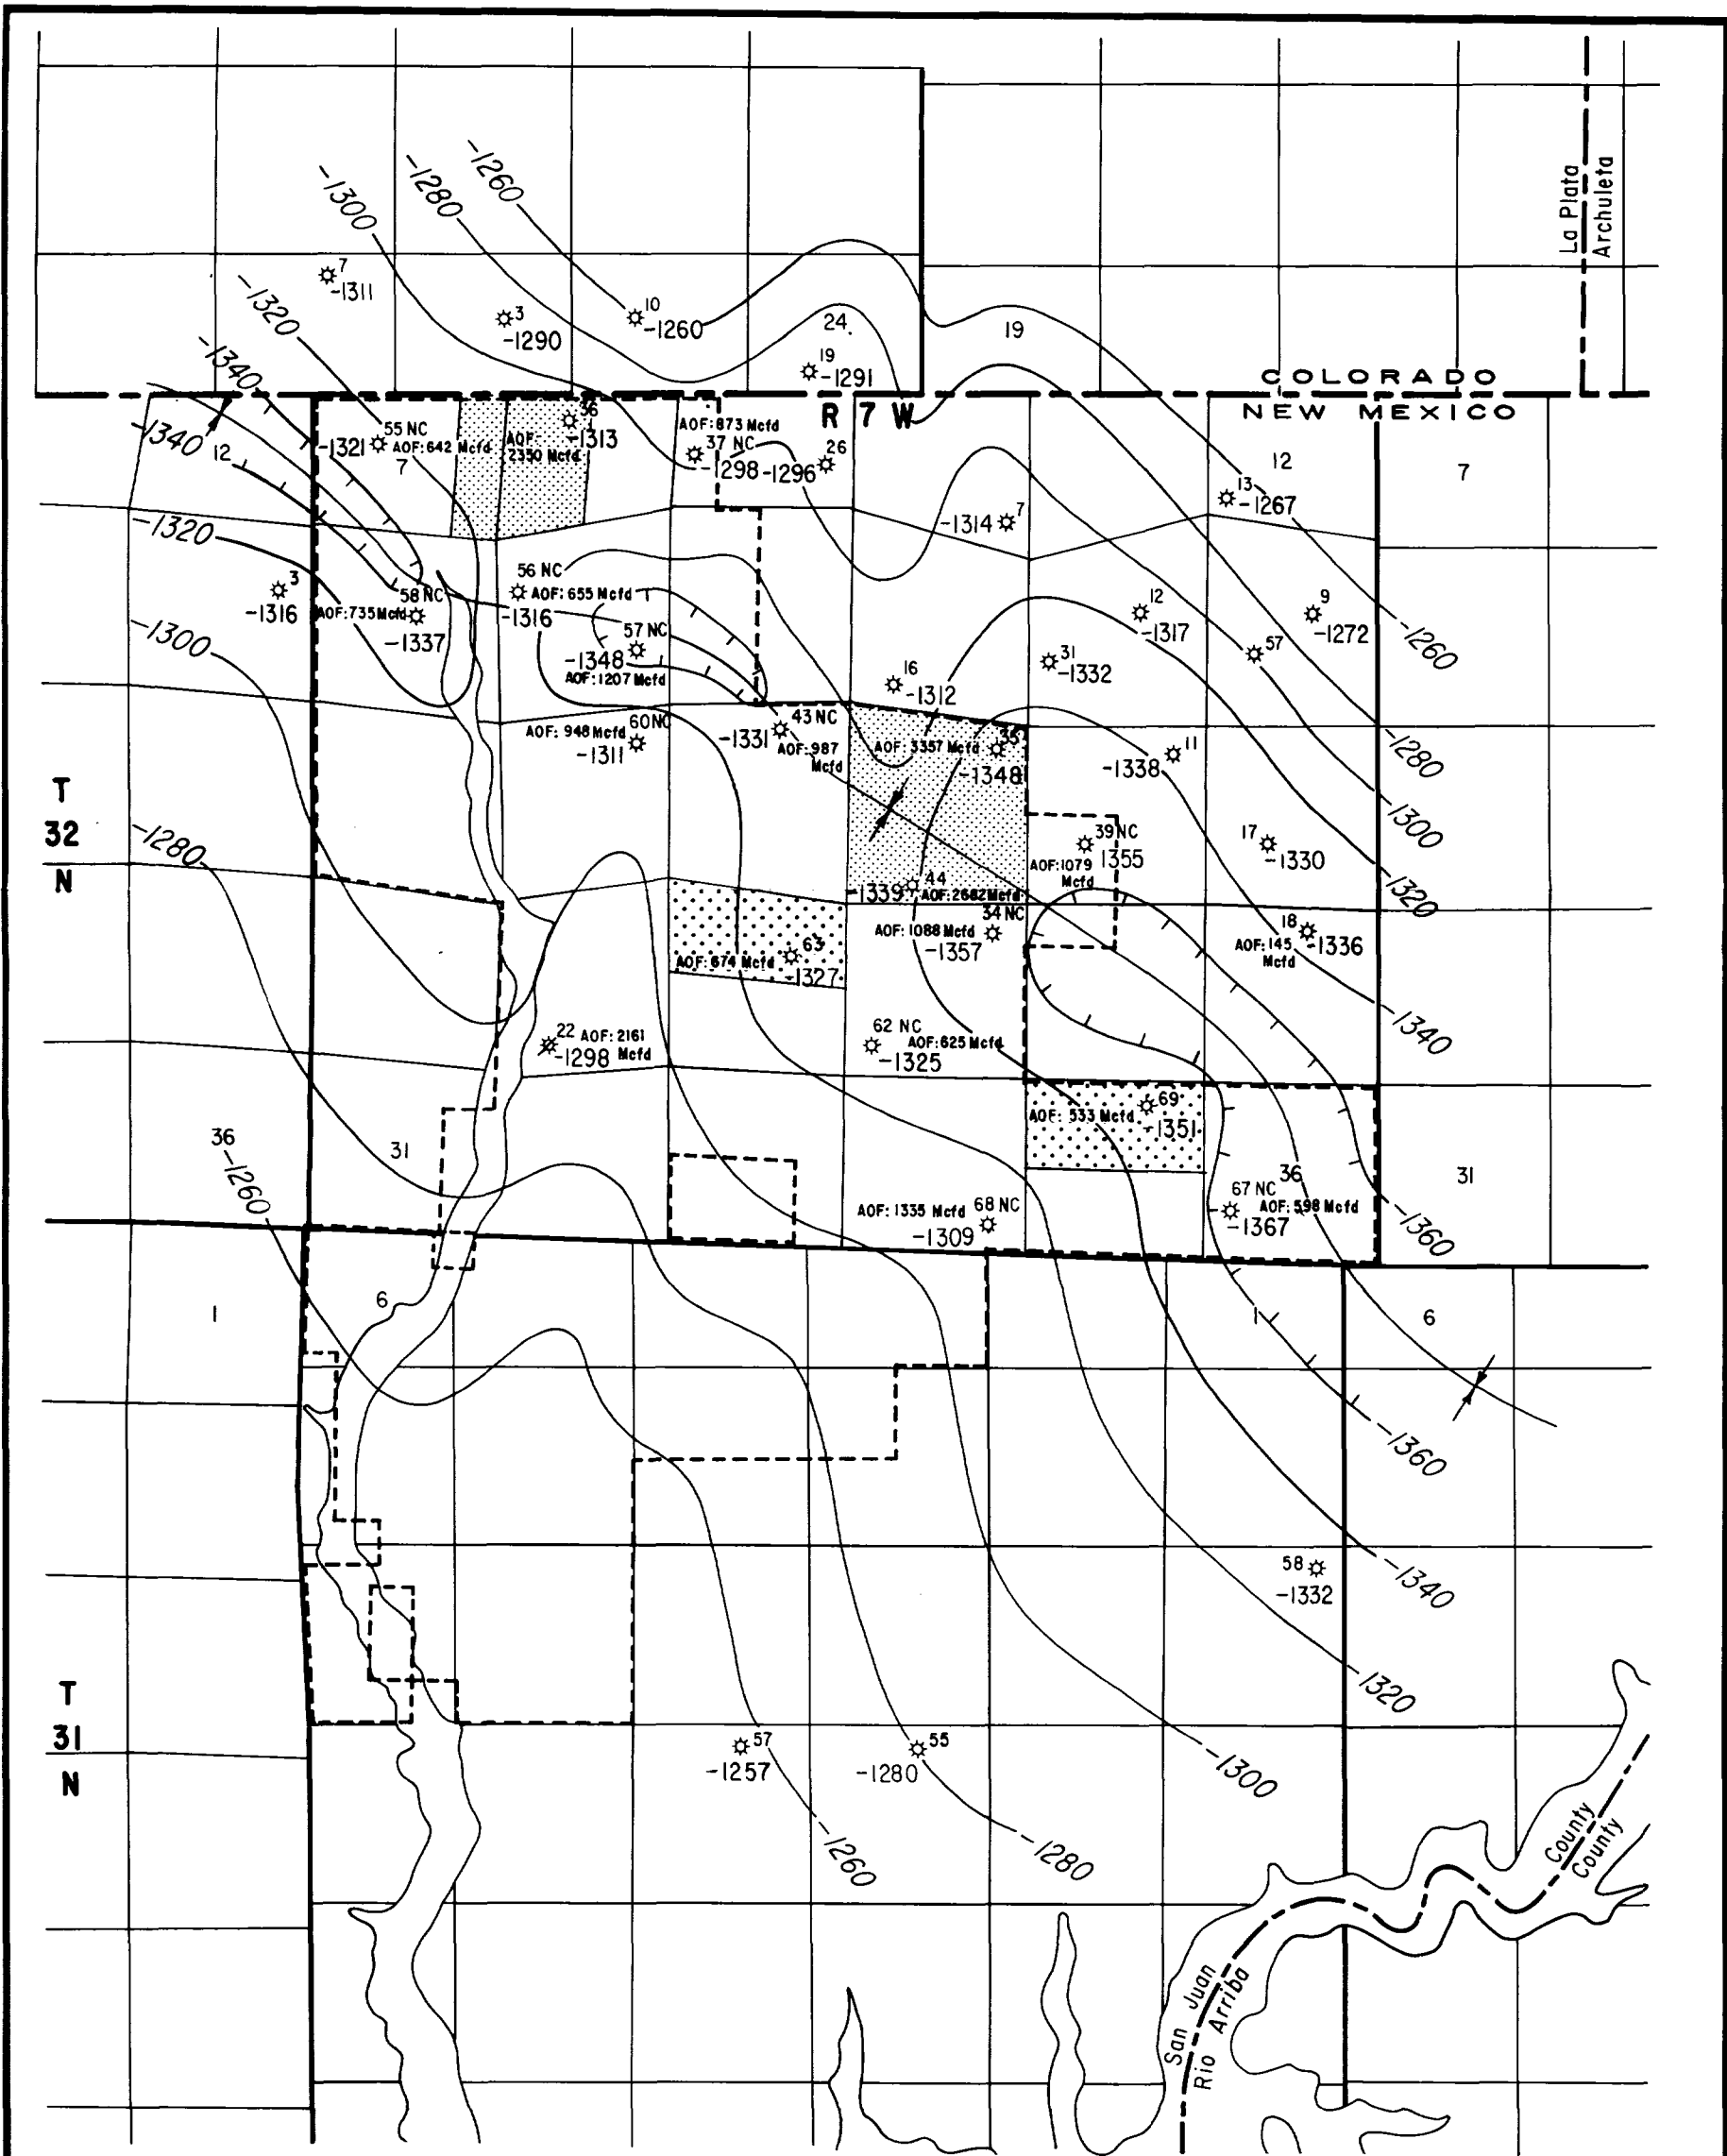 La Plata
Archuleta
-1260
-1280
-1300
7
-1311
-1320
3
-1290
10
-1260
24
19
19
-1291
-1340
COLORADO
NEW MEXICO
R 7 W
-1340
12
55 NC
-1321
AOF: 642 Mcfd
7
36
-1313
AOF:
2350 Mcfd
AOF: 873 Mcfd
37 NC
-1298
-1296
26
12
7
13
-1267
-1320
-1314
7
3
-1316
58 NC
AOF: 735 Mcfd
-1337
56 NC
AOF: 655 Mcfd
-1316
57 NC
-1348
AOF: 1207 Mcfd
12
-1317
9
-1272
57
-1260
-1300
16
-1312
31
-1332
60 NC
AOF: 948 Mcfd
-1311
43 NC
-1331
AOF: 987
Mcfd
AOF: 3357 Mcfd
35
-1348
11
-1338
-1280
T
32
N
-1280
39 NC
1355
AOF: 1079
Mcfd
17
-1330
-1300
-1339
44
AOF: 2682 Mcfd
-1320
34 NC
AOF: 1088 Mcfd
-1357
18
-1336
AOF: 145
Mcfd
63
AOF: 674 Mcfd
-1327
22
AOF: 2161
Mcfd
-1298
62 NC
AOF: 625 Mcfd
-1325
-1340
69
AOF: 533 Mcfd
-1351
36
31
-1260
36
31
67 NC
AOF: 598 Mcfd
-1367
AOF: 1335 Mcfd
68 NC
-1309
-1360
1
6
1
6
-1360
58
-1332
-1340
T
31
N
1320
57
-1257
55
-1280
-1300
-1260
-1280
County
County
San Juan
Rio Arriba